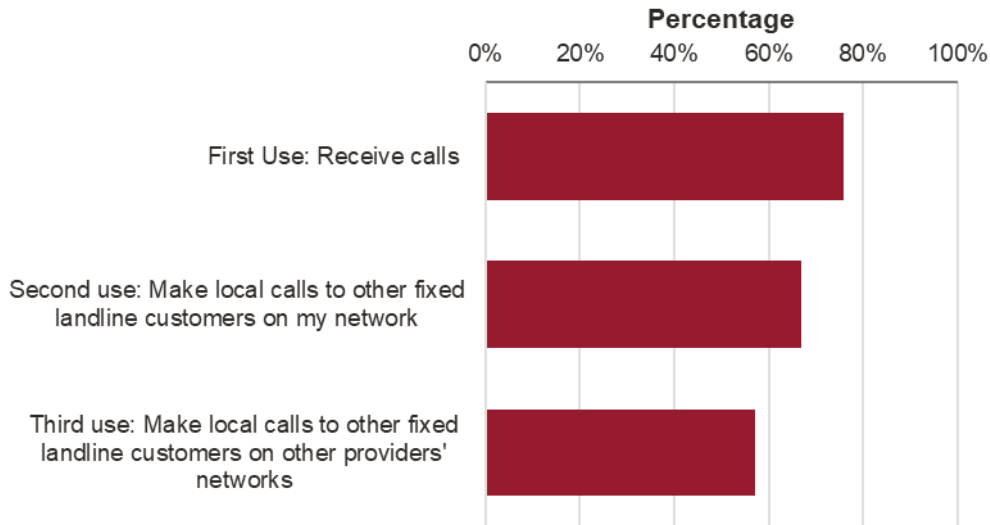 Percentage
0% 20% 40% 60% 80% 100%
First Use: Receive calls
Second use: Make local calls to other fixed
landline customers on my network
Third use: Make local calls to other fixed
landline customers on other providers'
networks